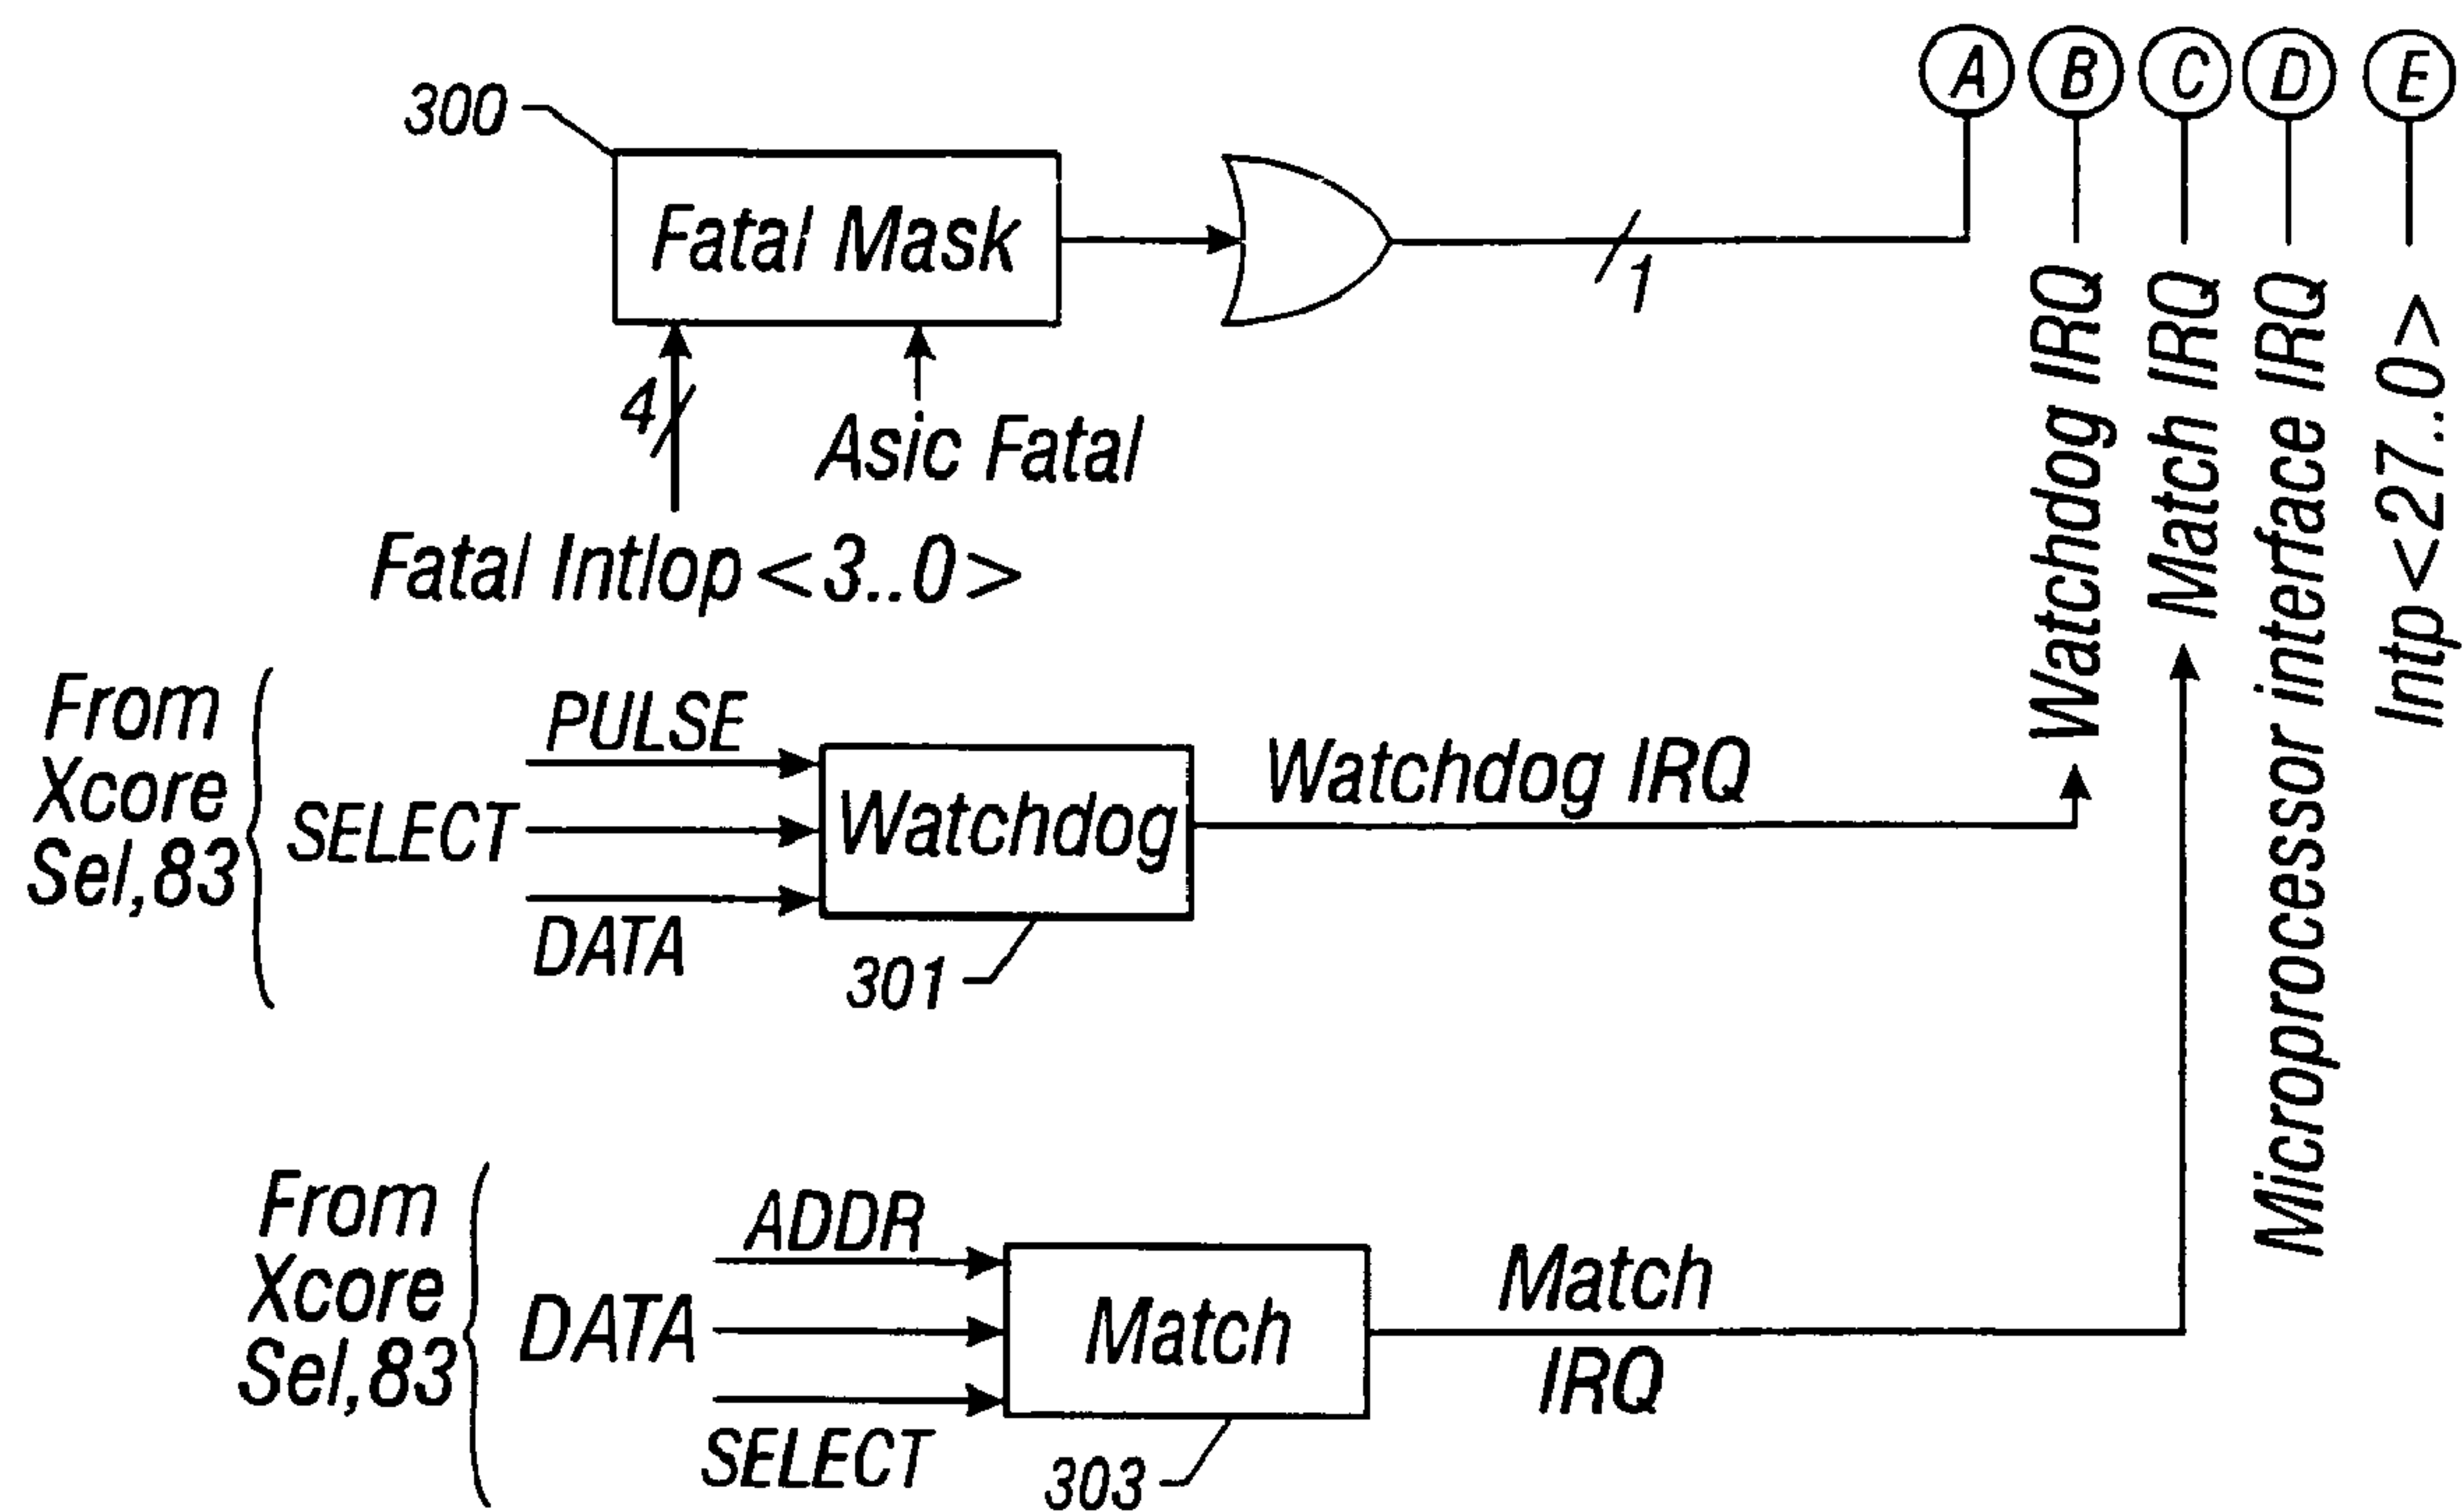 A B C D E
300
Fatal Mask
1
4
Asic Fatal
Fatal Intlop<3..0>
Watchdog IRQ
Match IRQ
Microprocessor interface IRQ
Intp<27..0>
From
Xcore
Sel,83
PULSE
SELECT
DATA
Watchdog
Watchdog IRQ
301
From
Xcore
Sel,83
ADDR
DATA
SELECT
Match
Match
IRQ
303